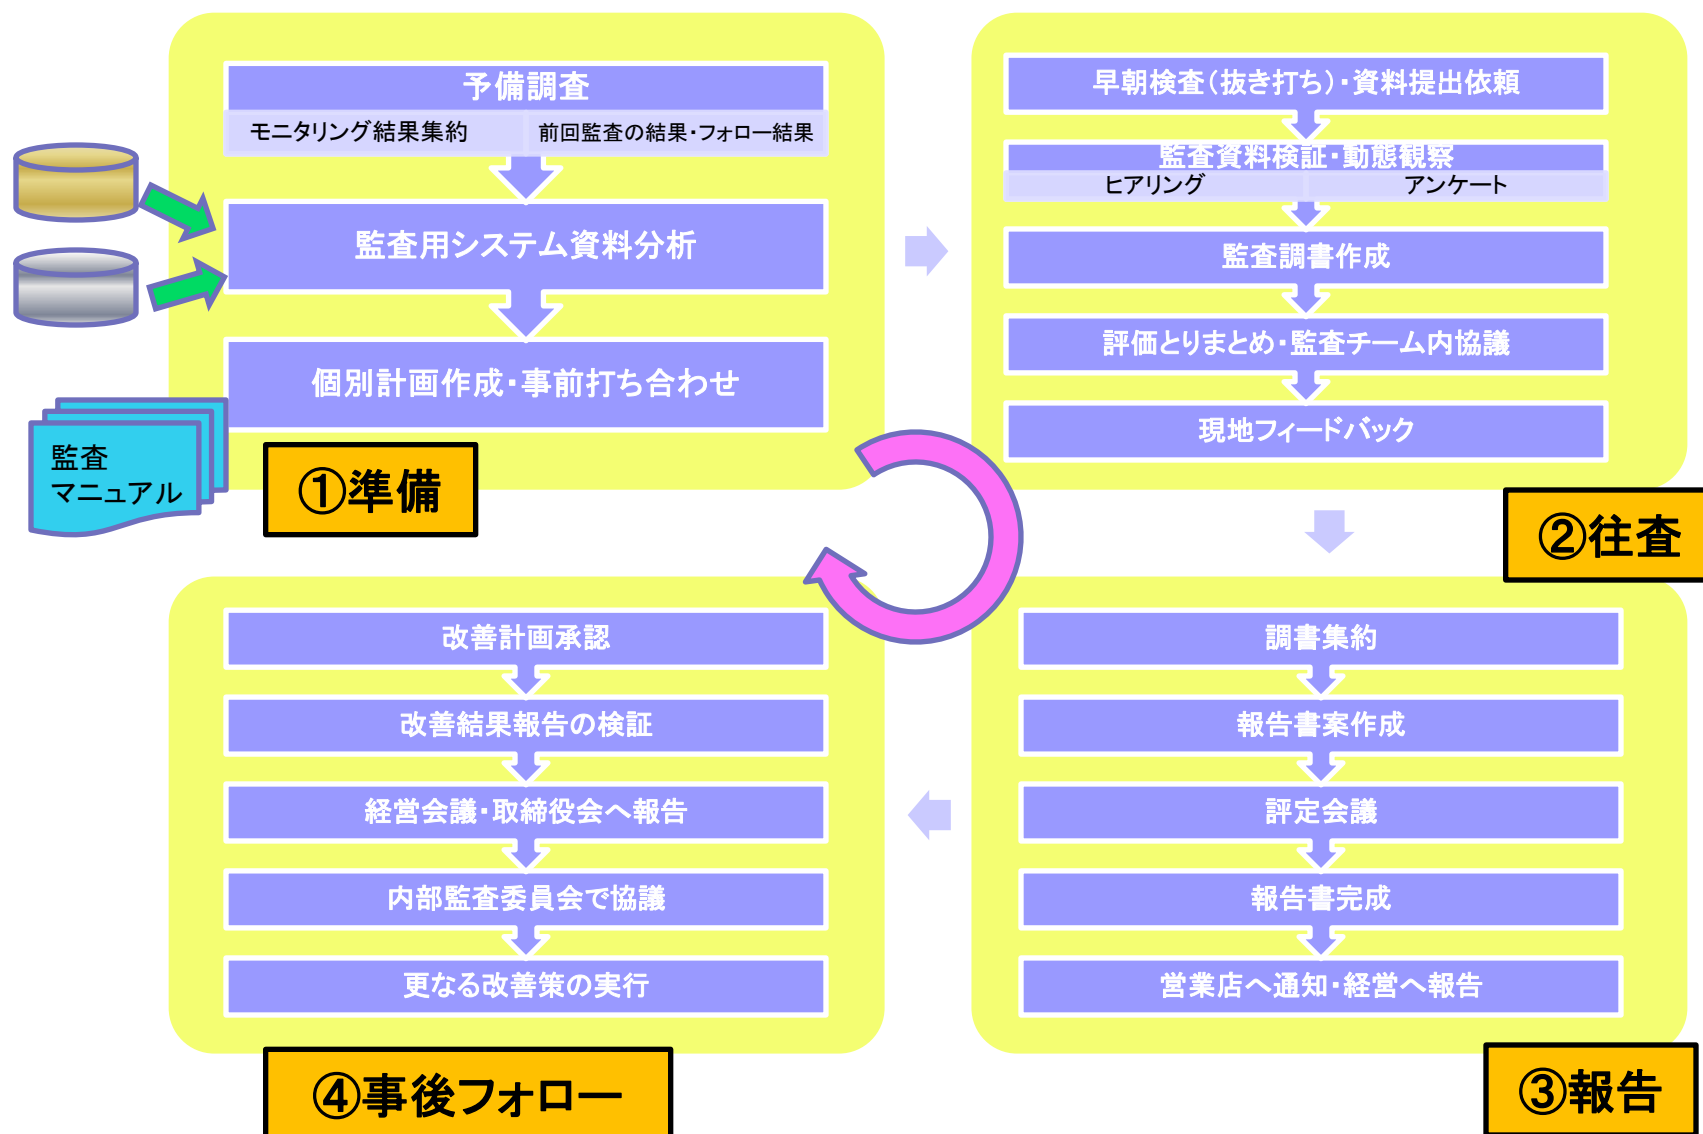 予備調査
モニタリング結果集約
前回監査の結果・フォロー結果
監査用システム資料分析
個別計画作成・事前打ち合わせ
監査
マニュアル
①準備
早朝検査(抜き打ち)・資料提出依頼
監査資料検証・動態観察
ヒアリング
アンケート
監査調書作成
評価とりまとめ・監査チーム内協議
現地フィードバック
②往査
調書集約
報告書案作成
評定会議
報告書完成
営業店へ通知・経営へ報告
③報告
改善計画承認
改善結果報告の検証
経営会議・取締役会へ報告
内部監査委員会で協議
更なる改善策の実行
④事後フォロー